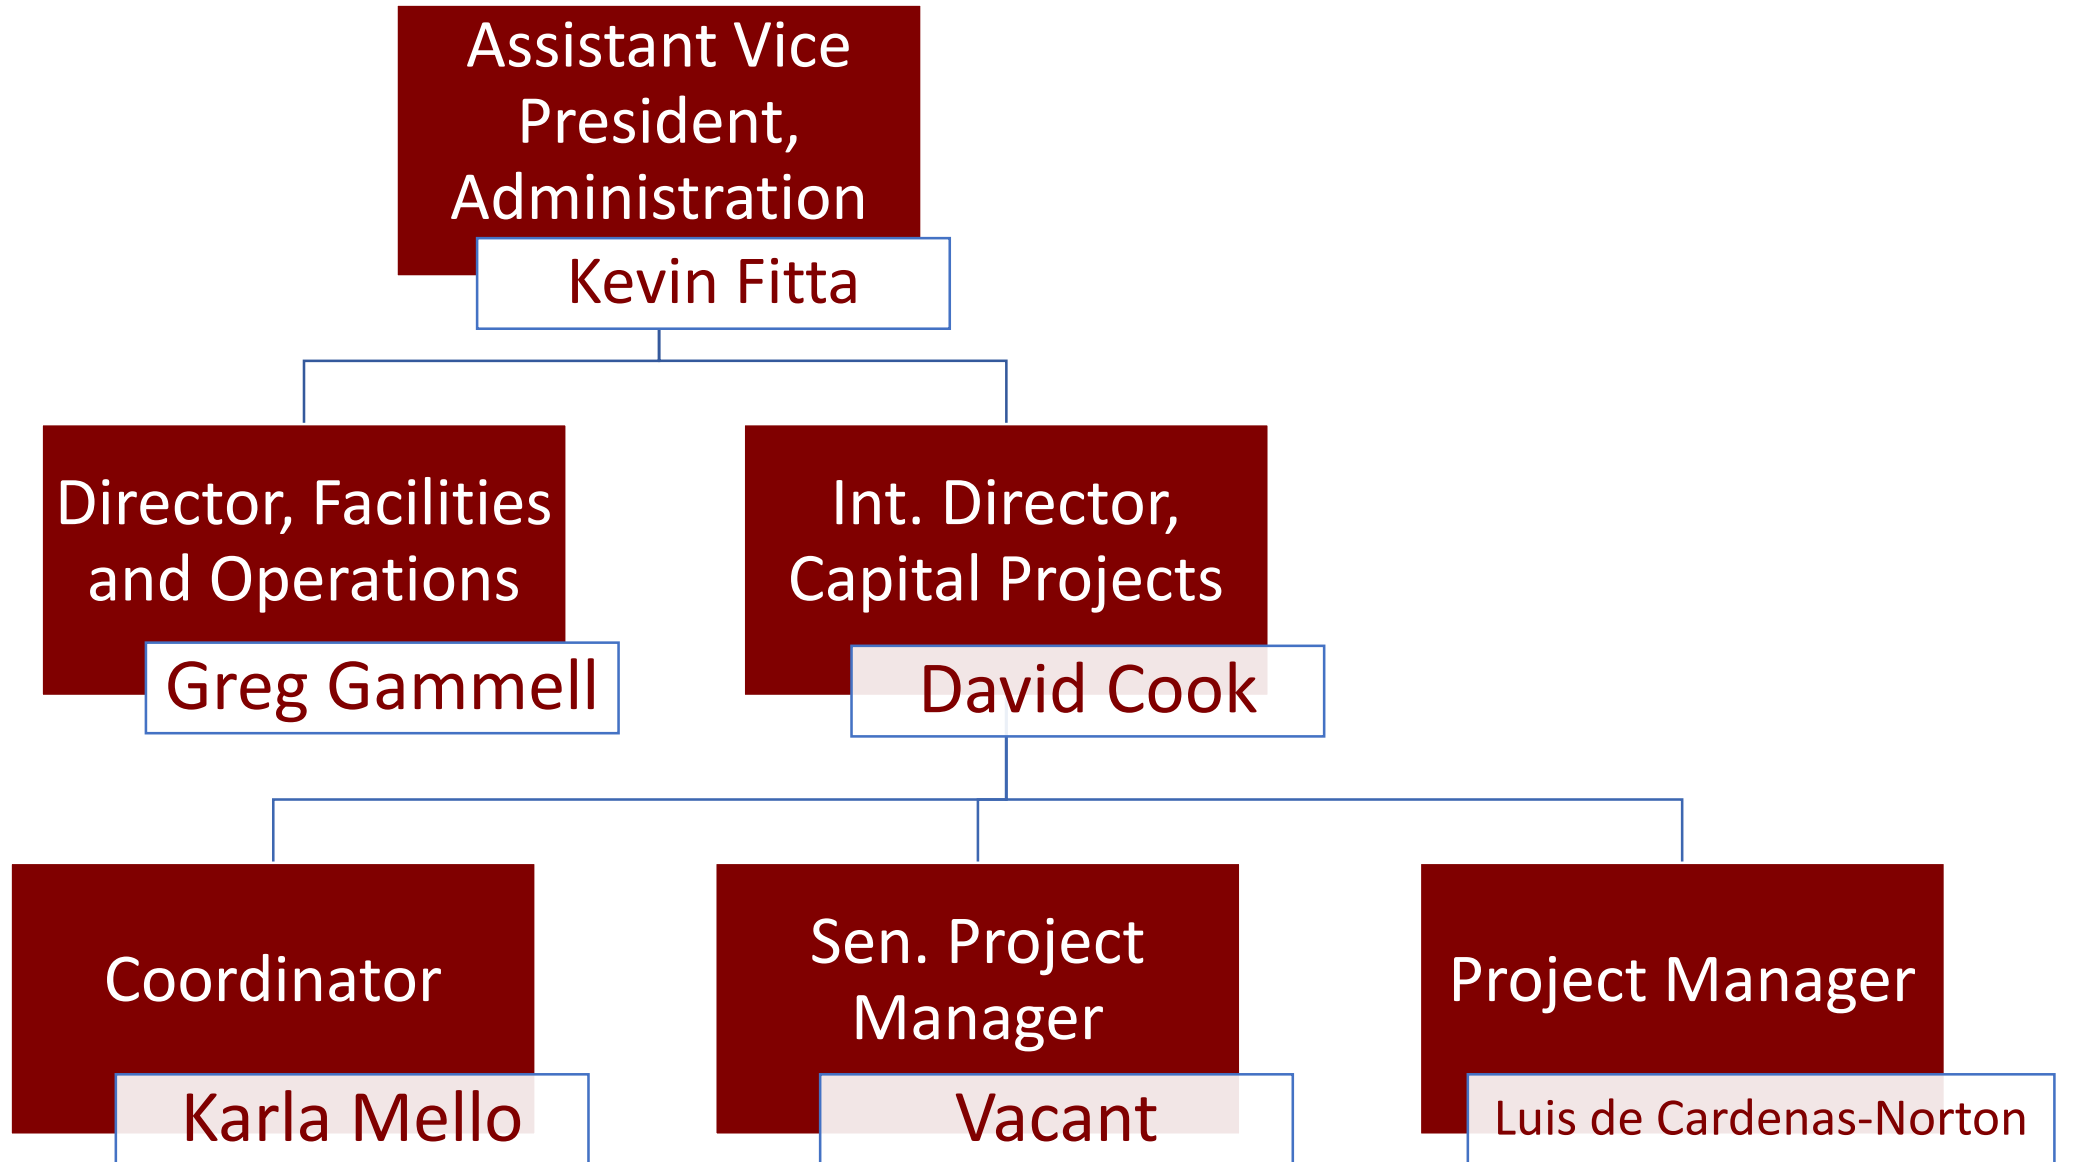 Assistant Vice
President,
Administration
Kevin Fitta
Director, Facilities
and Operations
Greg Gammell
Int. Director,
Capital Projects
David Cook
Coordinator
Karla Mello
Sen. Project
Manager
Vacant
Project Manager
Luis de Cardenas-Norton